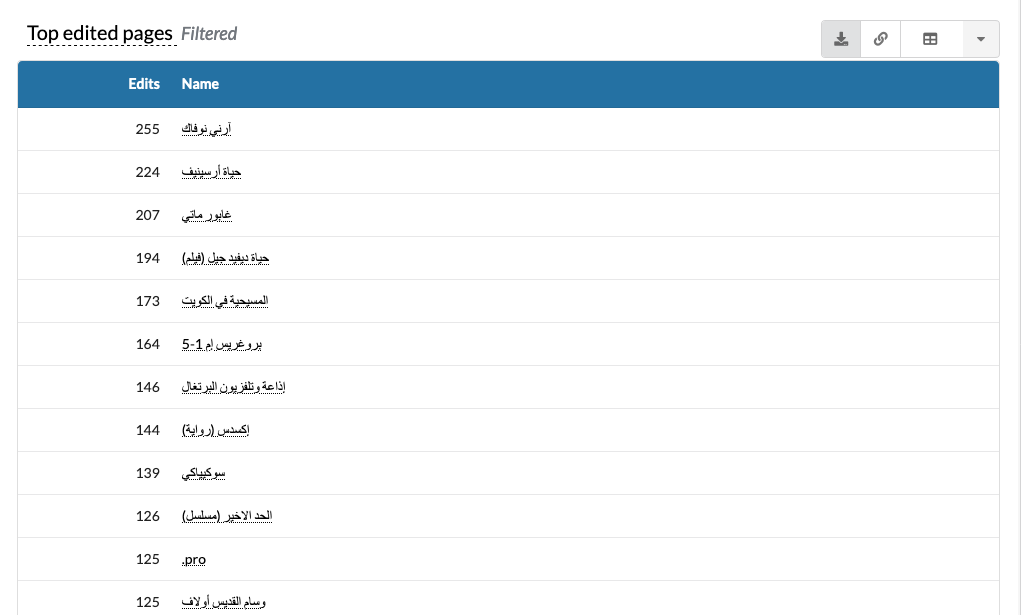 Top edited pages Filtered
Edits Name
255 آرني نوفاك
224 حياة أرسينيف
207 غابور ماتي
194 حياة ديفيد جيل (فيلم)
173 المسيحية في الكويت
164 بروغريس إم 1-5
146 إذاعة وتلفزيون البرتغال
144 إكسدس (رواية)
139 سوكيياكي
126 الحد الاخير (مسلسل)
125 .pro
125 وسام القديس أولاف